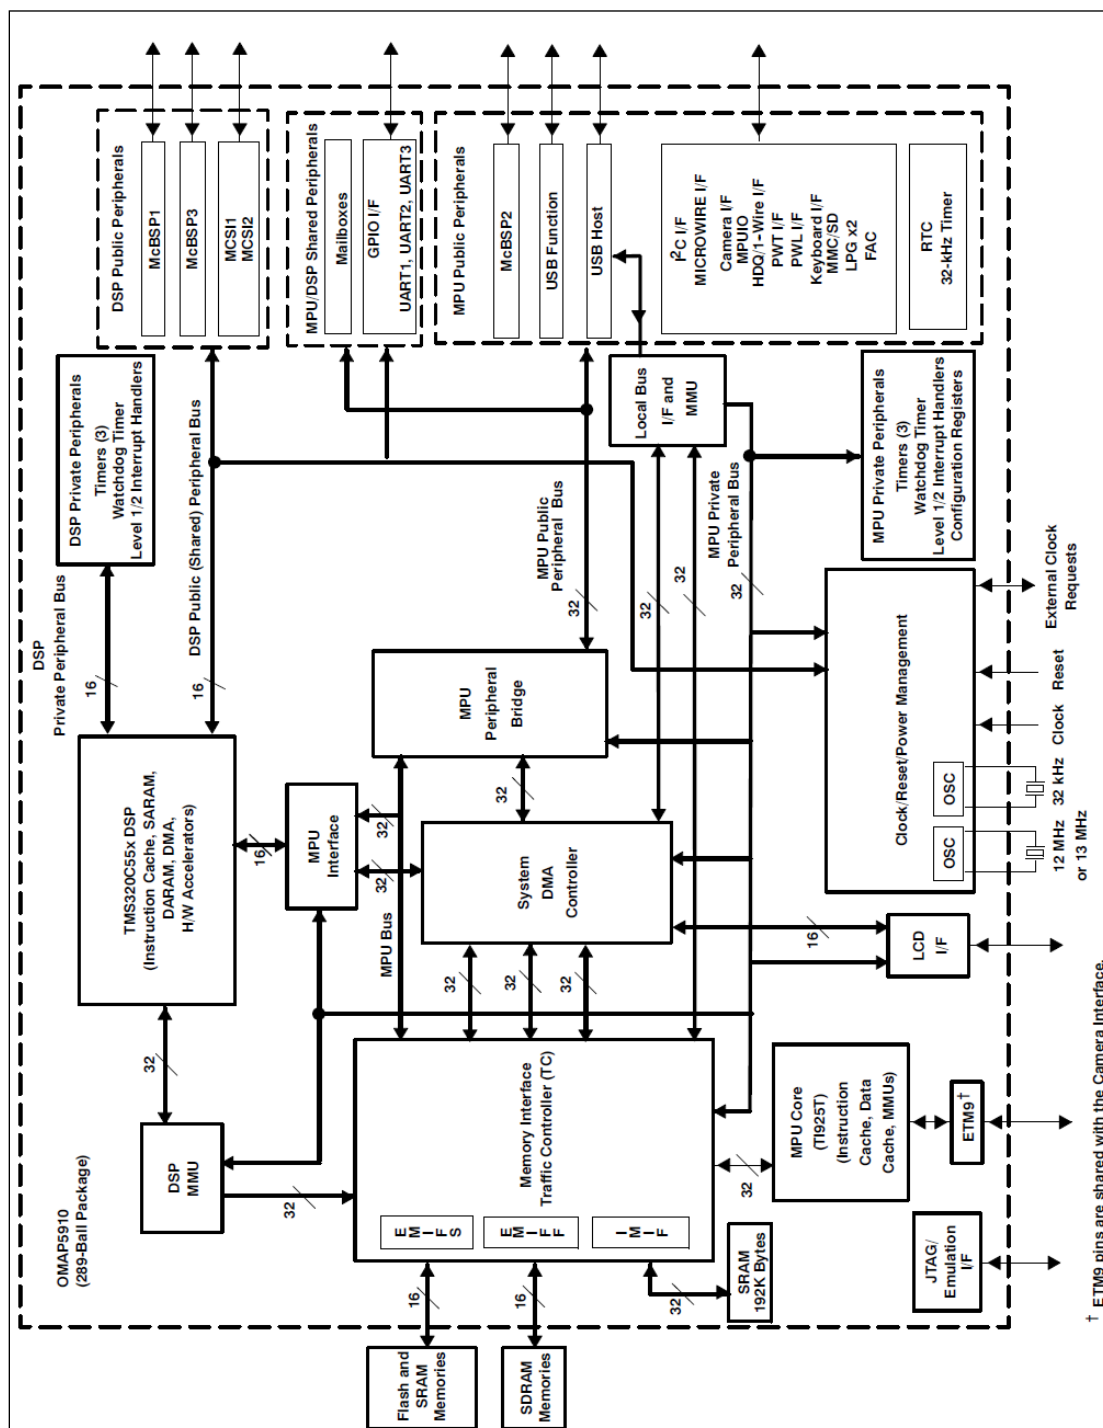 OMAP5910
(289-Ball Package)
DSP
MMU
32
32
TMS320C55x DSP
(Instruction Cache, SARAM,
DARAM, DMA,
H/W Accelerators)
16
16
DSP
Private Peripheral Bus
DSP Private Peripherals
Timers (3)
Watchdog Timer
Level 1/2 Interrupt Handlers
DSP Public (Shared) Peripheral Bus
DSP Public Peripherals
McBSP1
McBSP3
MCSI1
MCSI2
MPU/DSP Shared Peripherals
Mailboxes
GPIO I/F
UART1, UART2, UART3
MPU Public Peripherals
McBSP2
USB Function
USB Host
I2C I/F
MICROWIRE I/F
Camera I/F
MPUIO
HDQ/1-Wire I/F
PWT I/F
PWL I/F
Keyboard I/F
MMC/SD
LPG x2
FAC
RTC
32-kHz Timer
16
MPU
Interface
32
32
MPU Bus
MPU
Peripheral
Bridge
32
MPU Public
Peripheral Bus
32
Flash and
SRAM
Memories
16
SDRAM
Memories
16
EMIFS
EMIFF
IMIF
Memory Interface
Traffic Controller (TC)
32
32
32
System
DMA
Controller
32
32
Local Bus
I/F and
MMU
MPU Private
Peripheral Bus
32
SRAM
192K Bytes
32
32
MPU Core
(TI925T)
(Instruction
Cache, Data
Cache, MMUs)
16
LCD
I/F
Clock/Reset/Power Management
OSC
OSC
MPU Private Peripherals
Timers (3)
Watchdog Timer
Level 1/2 Interrupt Handlers
Configuration Registers
JTAG/
Emulation
I/F
ETM9†
12 MHz
or 13 MHz
32 kHz
Clock
Reset
External Clock
Requests
† ETM9 pins are shared with the Camera Interface.